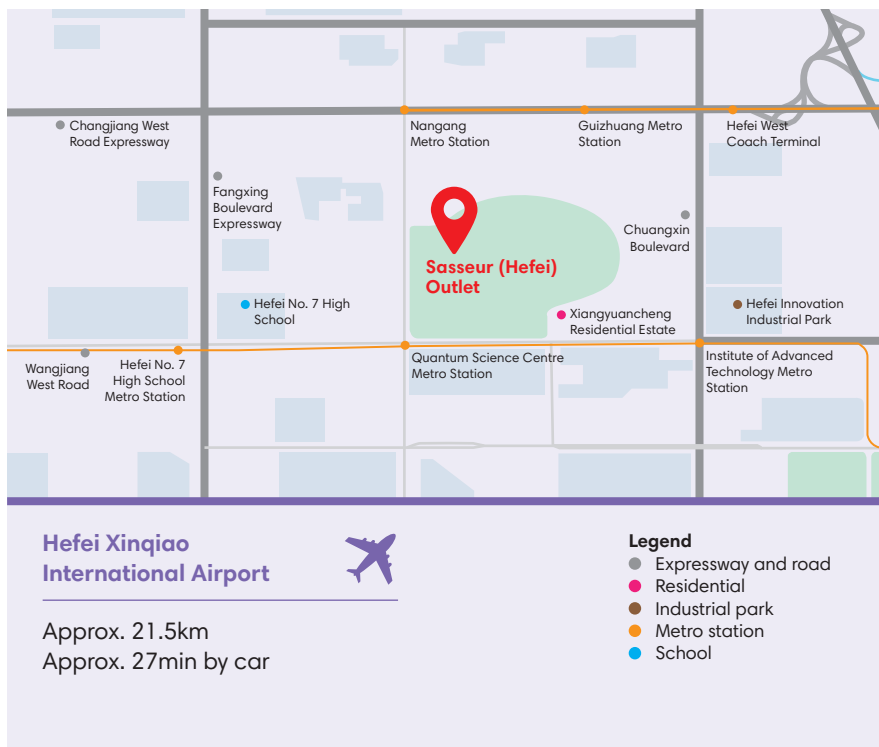 Changjiang West
Road Expressway
Nangang
Metro Station
Guizhuang Metro
Station
Hefei West
Coach Terminal
Fangxing
Boulevard
Expressway
Chuangxin
Boulevard
Sasseur (Hefei)
Outlet
Hefei No. 7 High
School
Xiangyuancheng
Residential Estate
Hefei Innovation
Industrial Park
Wangjiang
West Road
Hefei No. 7
High School
Metro Station
Quantum Science Centre
Metro Station
Institute of Advanced
Technology Metro
Station
Hefei Xinqiao
International Airport
Approx. 21.5km
Approx. 27min by car
Legend
Expressway and road
Residential
Industrial park
Metro station
School